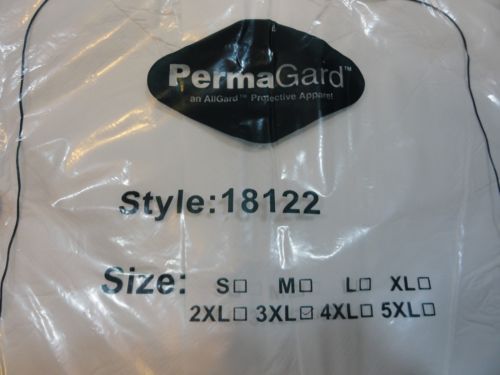 PermaGard™
an AllGard™ Protective Apparel
Style:18122
Size: S☐ M☐ L☐ XL☐
2XL☐ 3XL☑ 4XL☐ 5XL☐